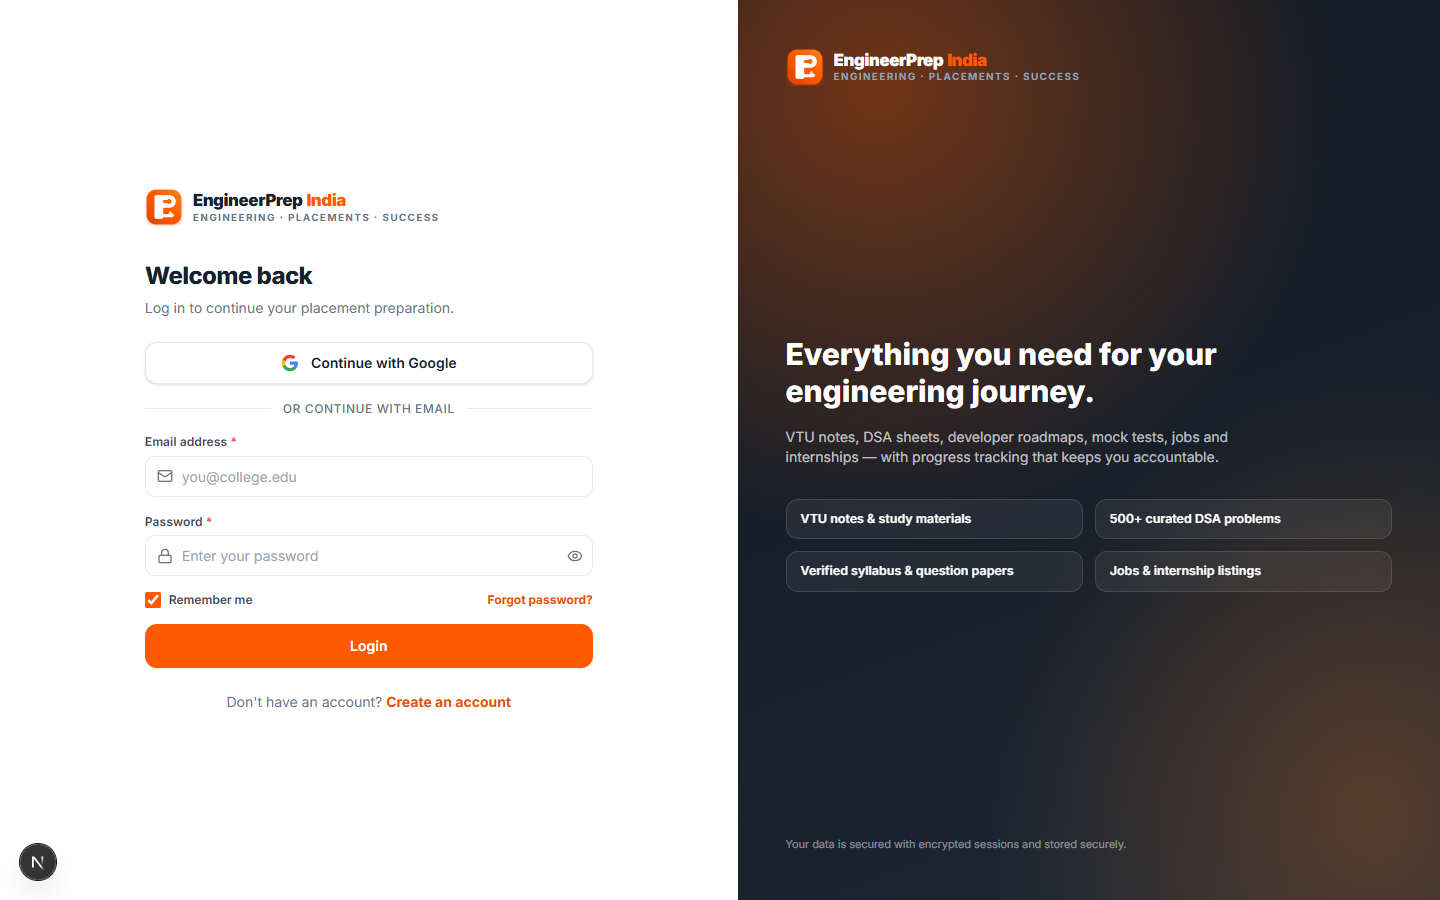 EngineerPrep India
ENGINEERING · PLACEMENTS · SUCCESS
Welcome back
Log in to continue your placement preparation.
Continue with Google
OR CONTINUE WITH EMAIL
Email address *
you@college.edu
Password *
Enter your password
Remember me
Forgot password?
Login
Don't have an account? Create an account
N
EngineerPrep India
ENGINEERING · PLACEMENTS · SUCCESS
Everything you need for your
engineering journey.
VTU notes, DSA sheets, developer roadmaps, mock tests, jobs and
internships — with progress tracking that keeps you accountable.
VTU notes & study materials
500+ curated DSA problems
Verified syllabus & question papers
Jobs & internship listings
Your data is secured with encrypted sessions and stored securely.